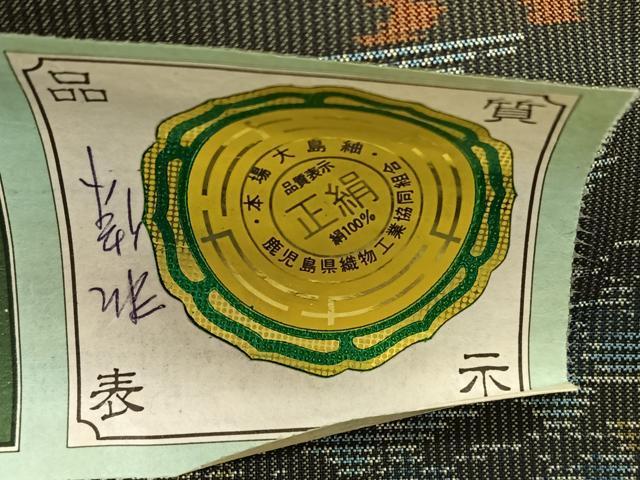 品質
表示
・本場大島紬・
品質表示
正絹
絹100%
鹿児島県織物工業協同組合